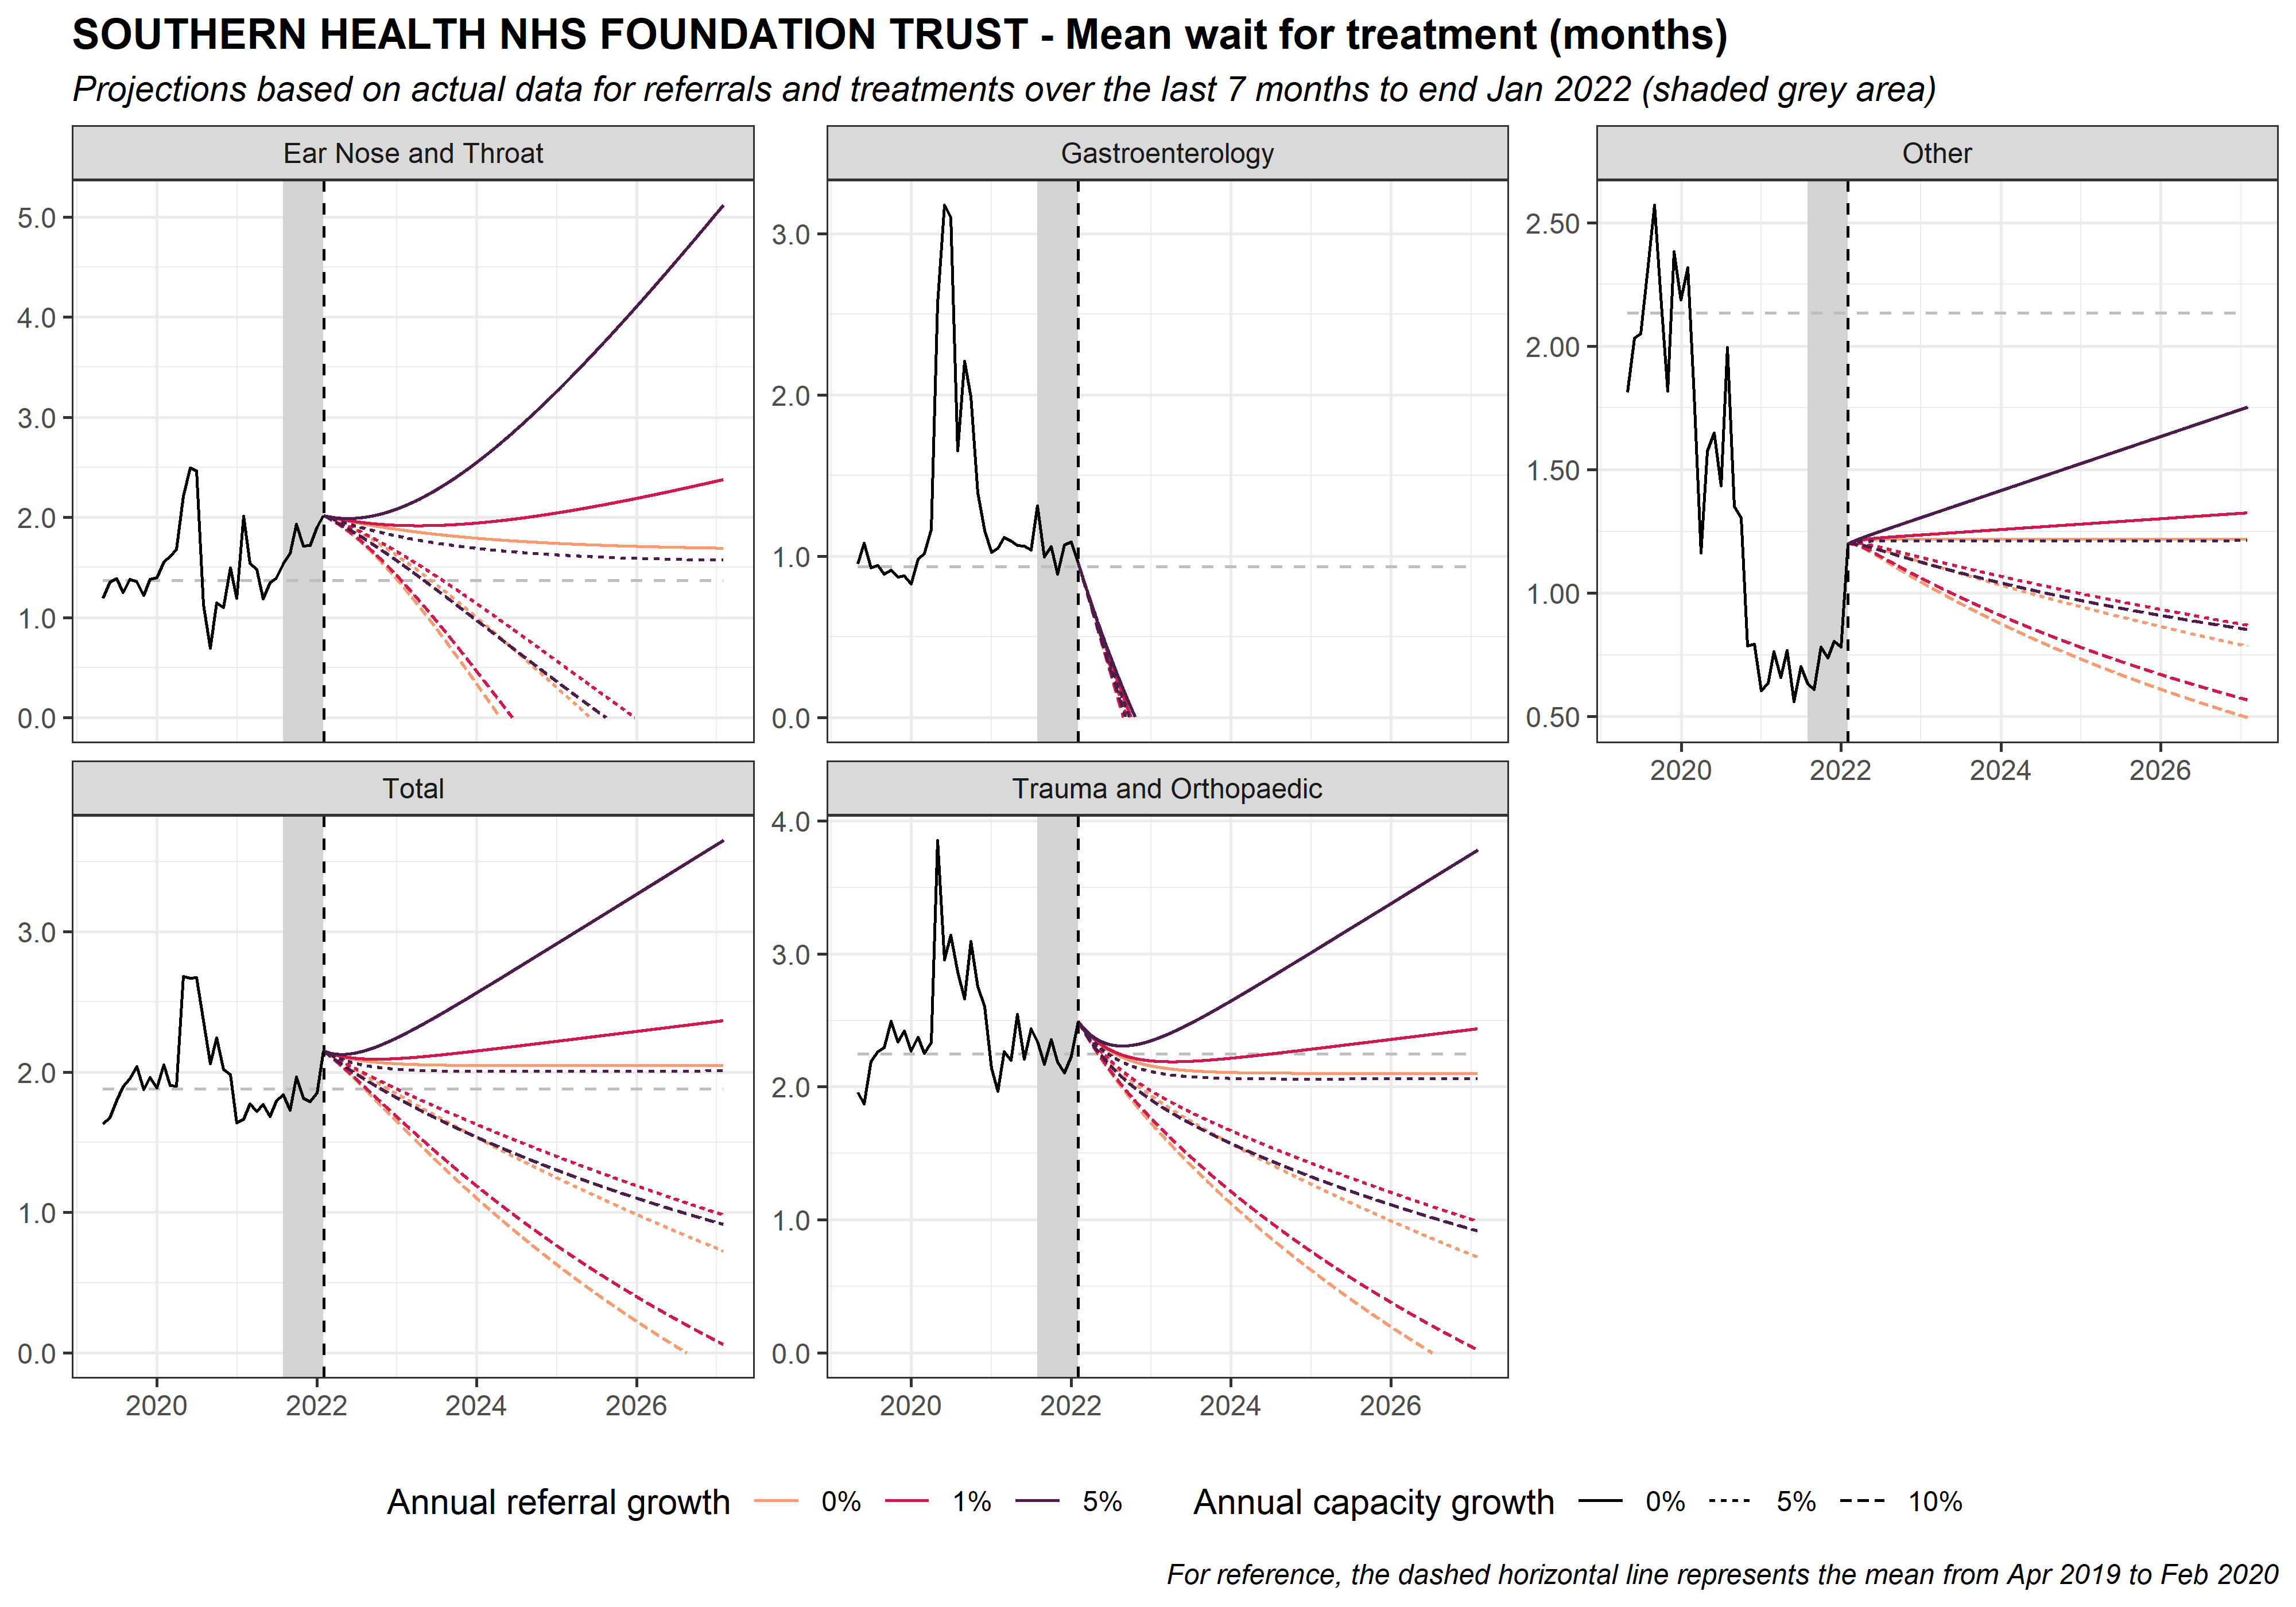 SOUTHERN HEALTH NHS FOUNDATION TRUST - Mean wait for treatment (months)
Projections based on actual data for referrals and treatments over the last 7 months to end Jan 2022 (shaded grey area)
Ear Nose and Throat
5.0
4.0
3.0
2.0
1.0
0.0
Gastroenterology
3.0
2.0
1.0
0.0
Other
2.50
2.00
1.50
1.00
0.50
2020 2022 2024 2026
Total
3.0
2.0
1.0
0.0
2020 2022 2024 2026
Trauma and Orthopaedic
4.0
3.0
2.0
1.0
0.0
2020 2022 2024 2026
Annual referral growth 0% 1% 5% Annual capacity growth 0% 5% 10%
For reference, the dashed horizontal line represents the mean from Apr 2019 to Feb 2020